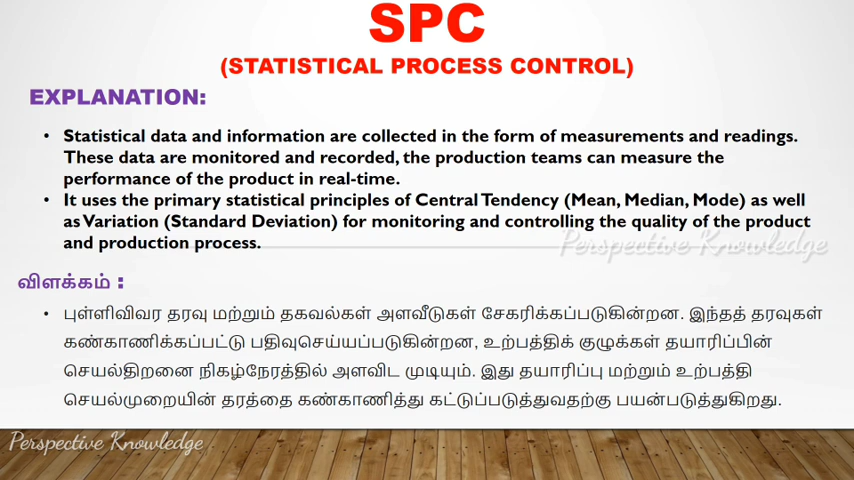 SPC
(STATISTICAL PROCESS CONTROL)
EXPLANATION:
• Statistical data and information are collected in the form of measurements and readings.
These data are monitored and recorded, the production teams can measure the
performance of the product in real-time.
• It uses the primary statistical principles of Central Tendency (Mean, Median, Mode) as well
as Variation (Standard Deviation) for monitoring and controlling the quality of the product
and production process.
Perspective Knowledge
விளக்கம் :
• புள்ளிவிவர தரவு மற்றும் தகவல்கள் அளவீடுகள் சேகரிக்கப்படுகின்றன. இந்தத் தரவுகள்
கண்காணிக்கப்பட்டு பதிவுசெய்யப்படுகின்றன, உற்பத்திக் குழுக்கள் தயாரிப்பின்
செயல்திறனை நிகழ்நேரத்தில் அளவிட முடியும். இது தயாரிப்பு மற்றும் உற்பத்தி
செயல்முறையின் தரத்தை கண்காணித்து கட்டுப்படுத்துவதற்கு பயன்படுத்துகிறது.
Perspective Knowledge